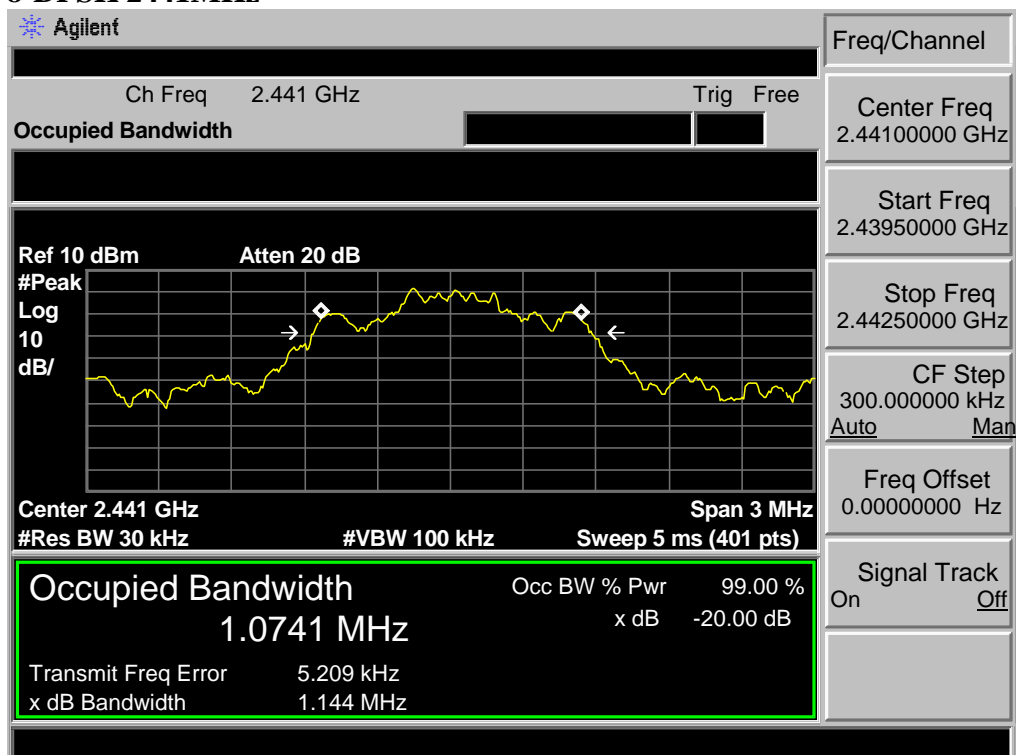 Agilent
Freq/Channel
Ch Freq 2.441 GHz Trig Free
Occupied Bandwidth
Center Freq
2.44100000 GHz
Start Freq
2.43950000 GHz
Stop Freq
2.44250000 GHz
CF Step
300.000000 kHz
Auto Man
Freq Offset
0.00000000 Hz
Signal Track
On Off
Ref 10 dBm Atten 20 dB
#Peak
Log
10
dB/
Center 2.441 GHz Span 3 MHz
#Res BW 30 kHz #VBW 100 kHz Sweep 5 ms (401 pts)
Occupied Bandwidth Occ BW % Pwr 99.00 %
1.0741 MHz x dB -20.00 dB
Transmit Freq Error 5.209 kHz
x dB Bandwidth 1.144 MHz